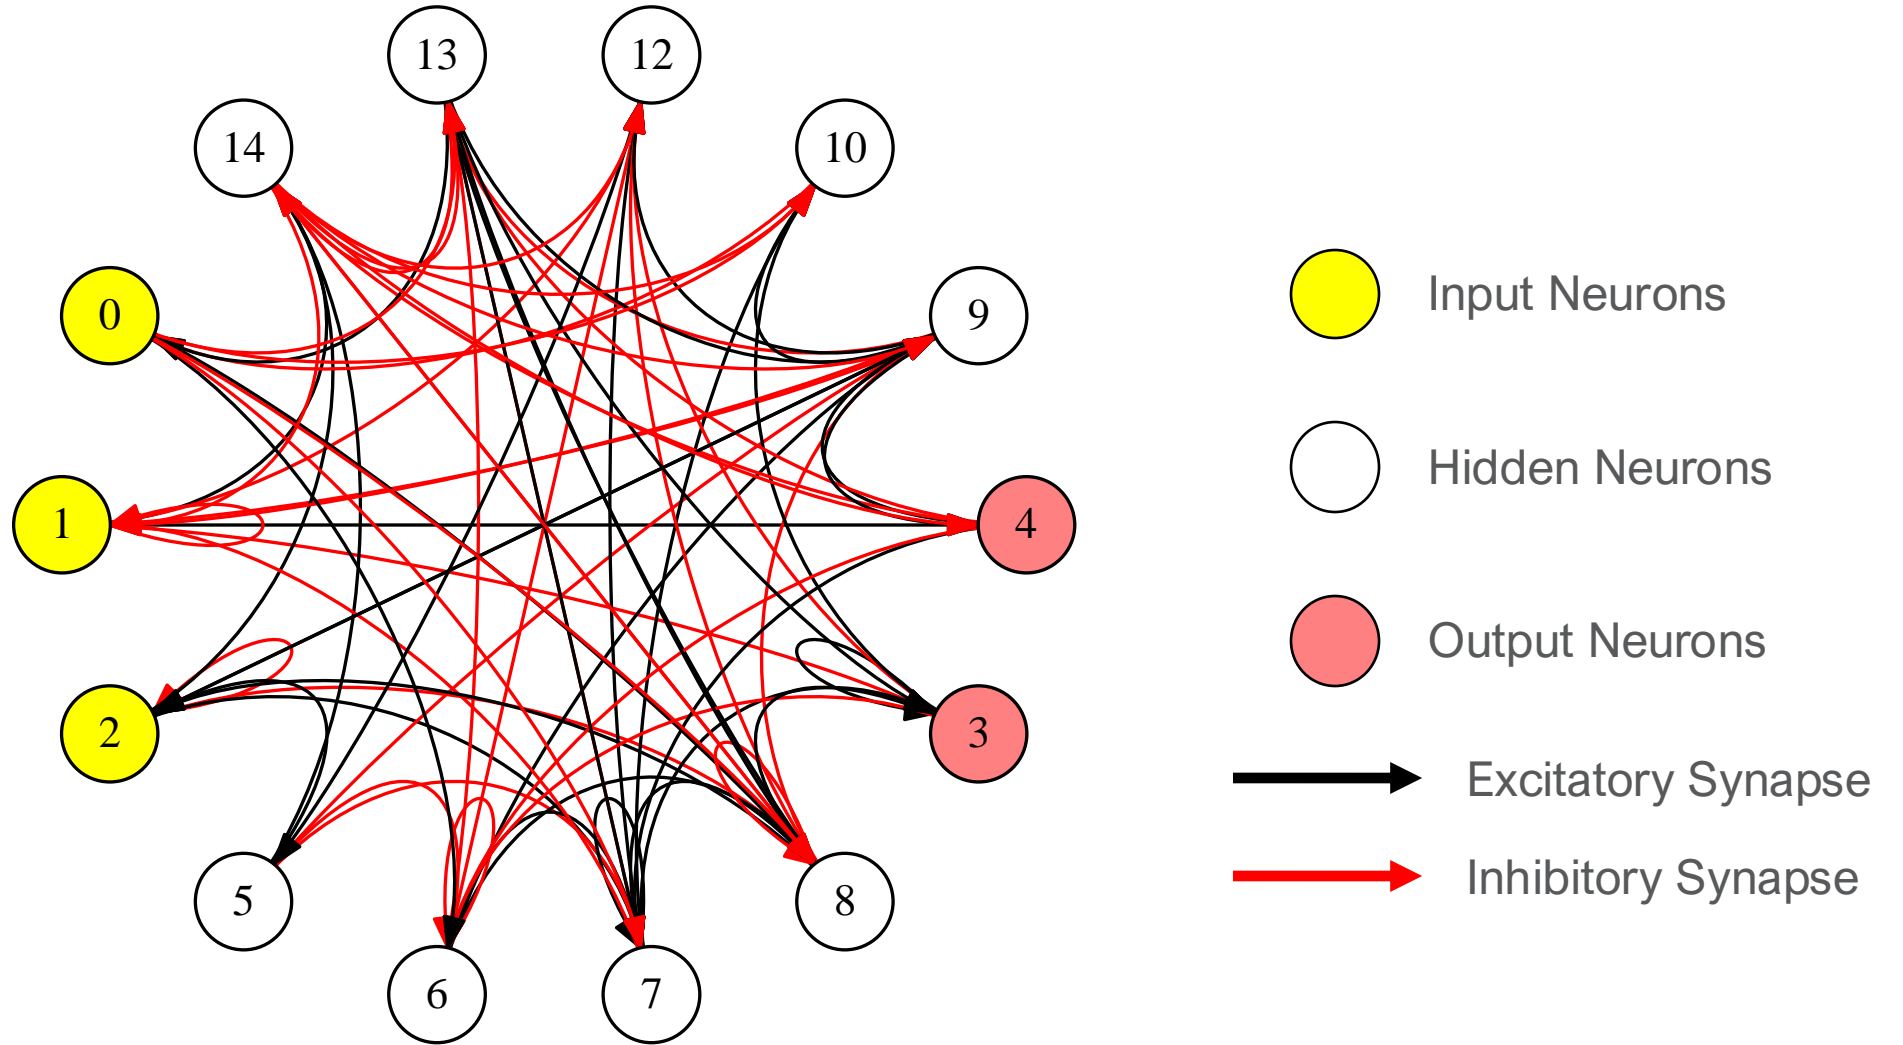 13
12
14
10
0
9
1
4
2
3
5
8
6
7
Input Neurons
Hidden Neurons
Output Neurons
Excitatory Synapse
Inhibitory Synapse